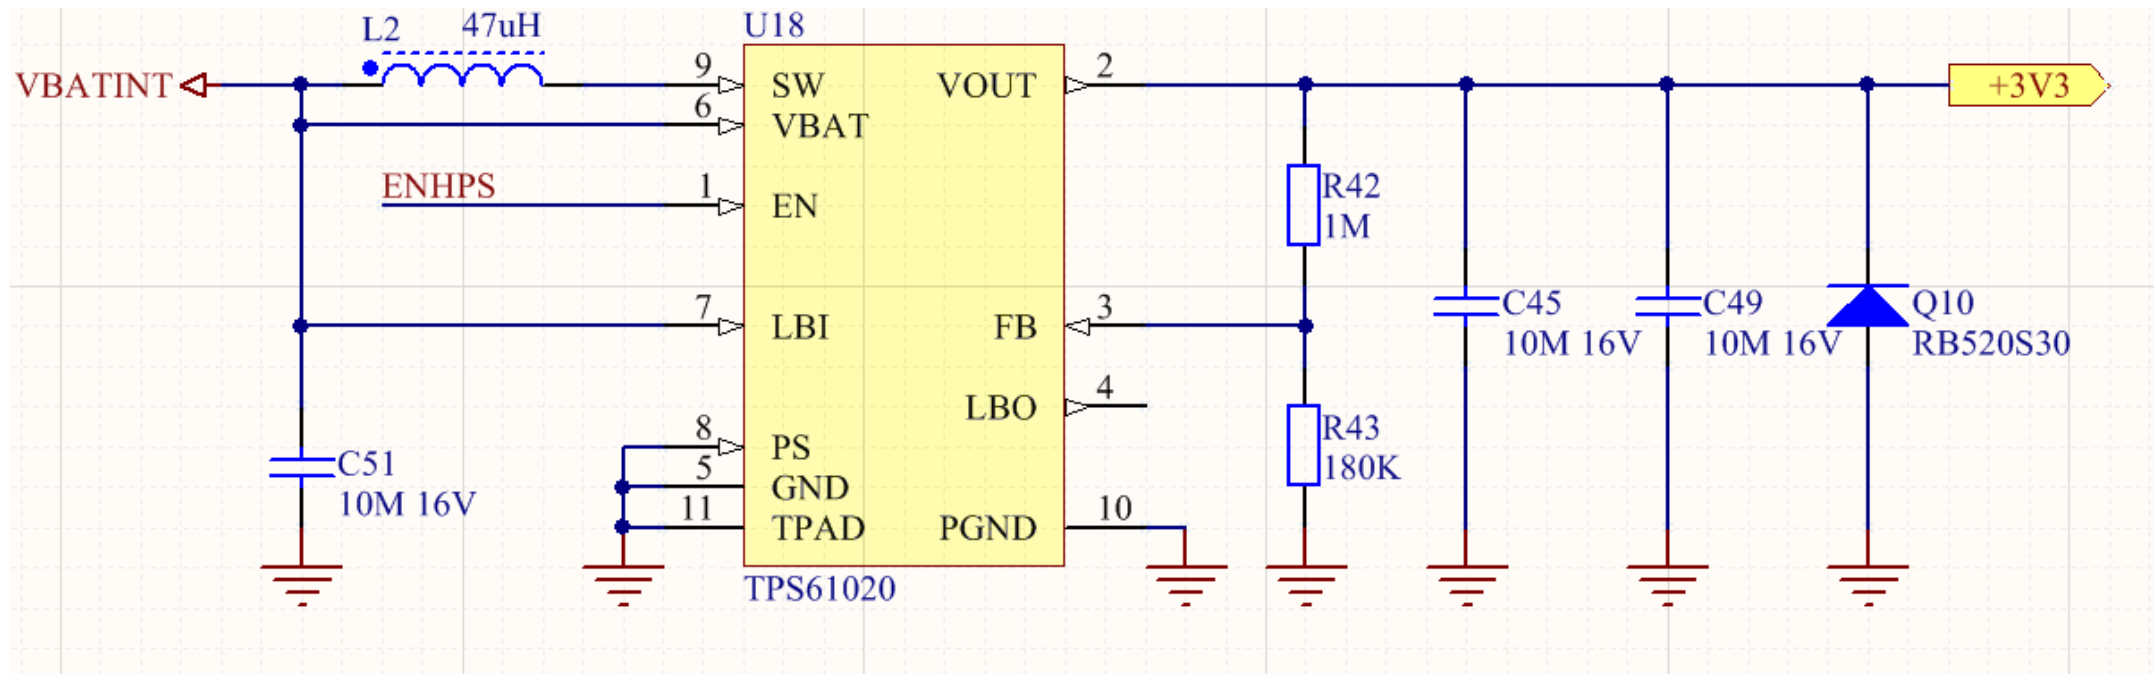 L2 47uH
U18
VBATINT
9 SW
VOUT 2
+3V3
6 VBAT
ENHPS
1 EN
R42
1M
7 LBI
FB 3
C45
10M 16V
C49
10M 16V
Q10
RB520S30
LBO 4
8 PS
R43
180K
C51
10M 16V
5 GND
11 TPAD
PGND 10
TPS61020